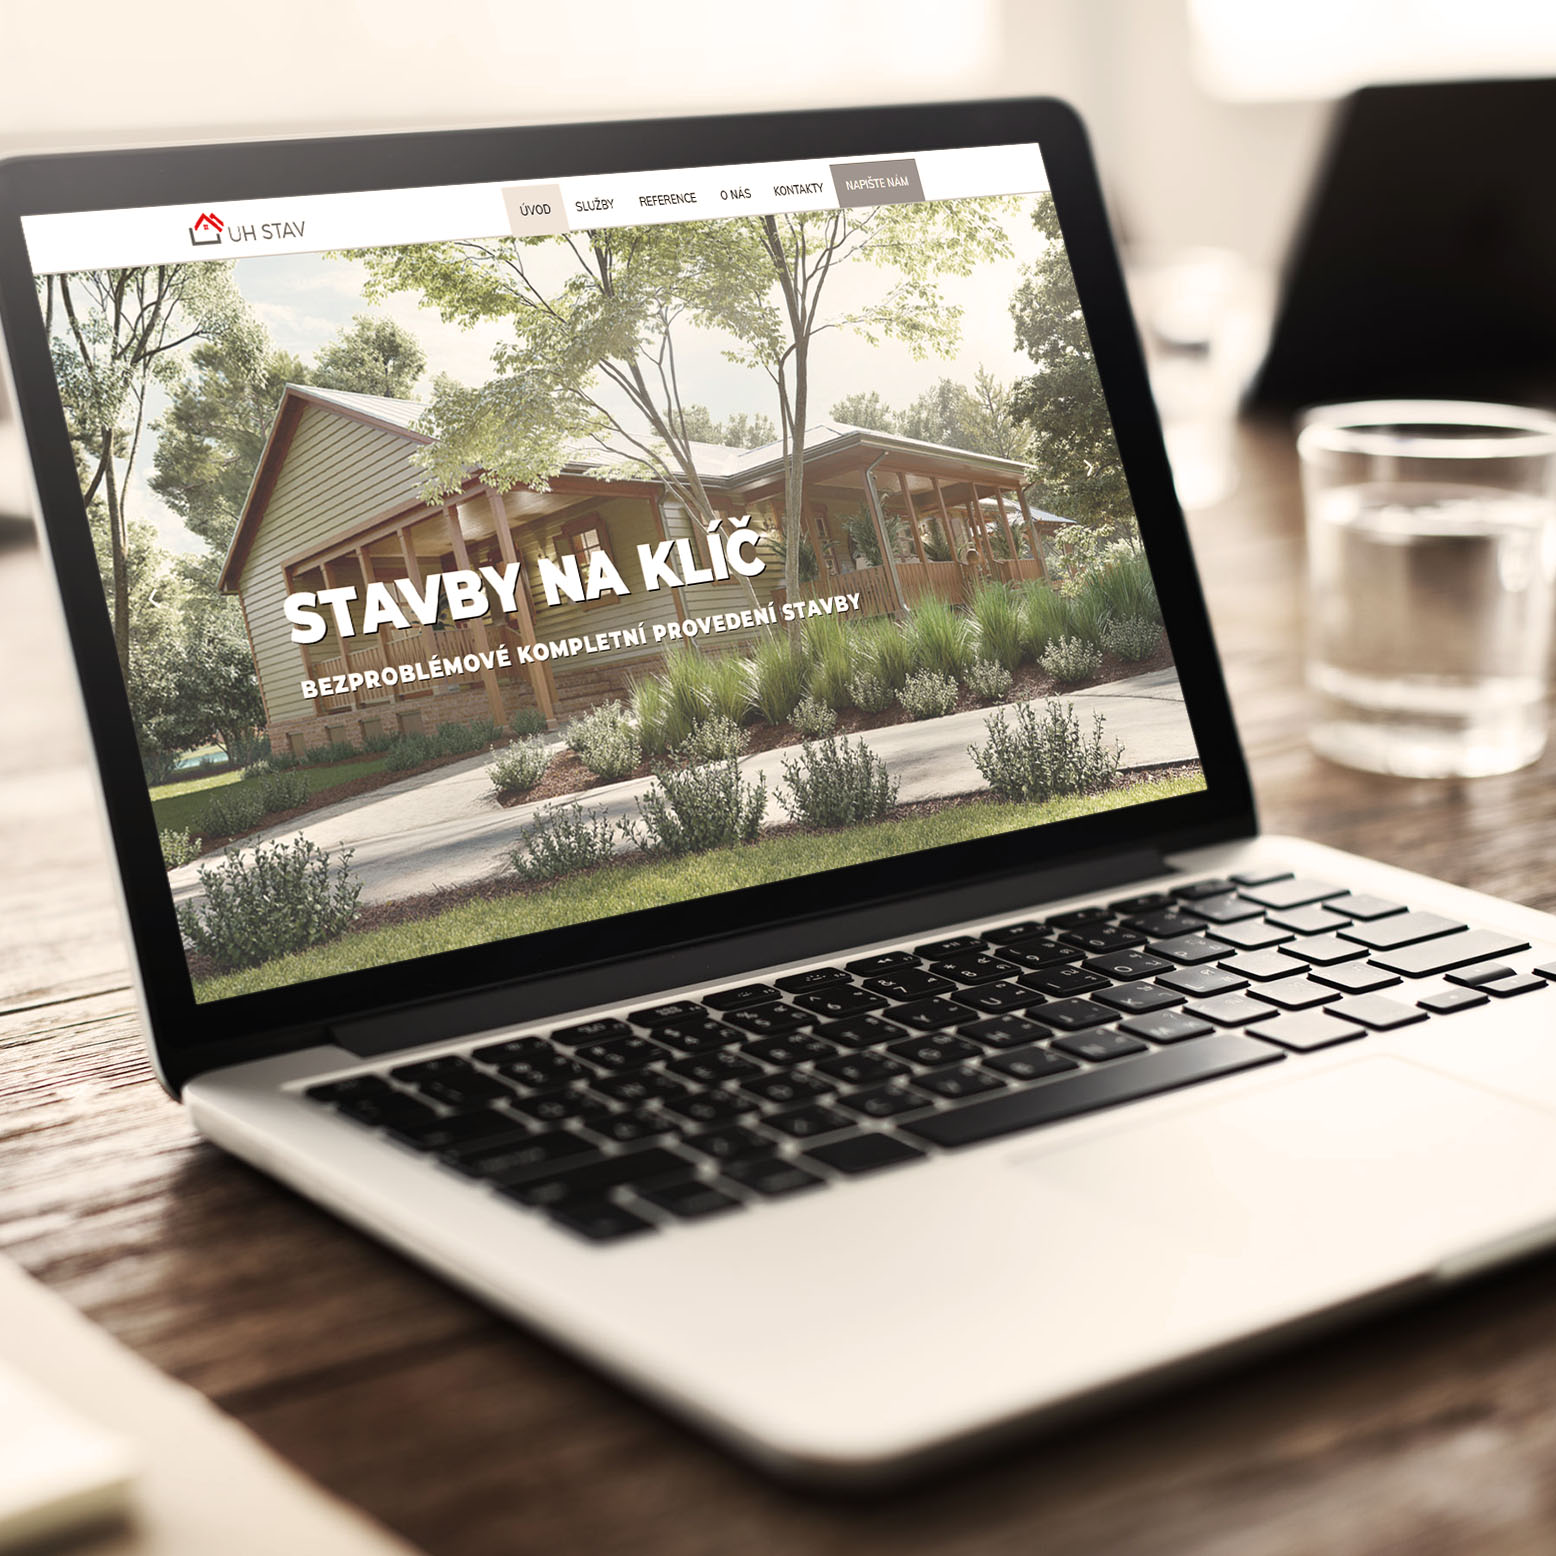 UH STAV
ÚVOD SLUŽBY REFERENCE O NÁS KONTAKTY NAPIŠTE NÁM
STAVBY NA KLÍČ
BEZPROBLÉMOVÉ KOMPLETNÍ PROVEDENÍ STAVBY